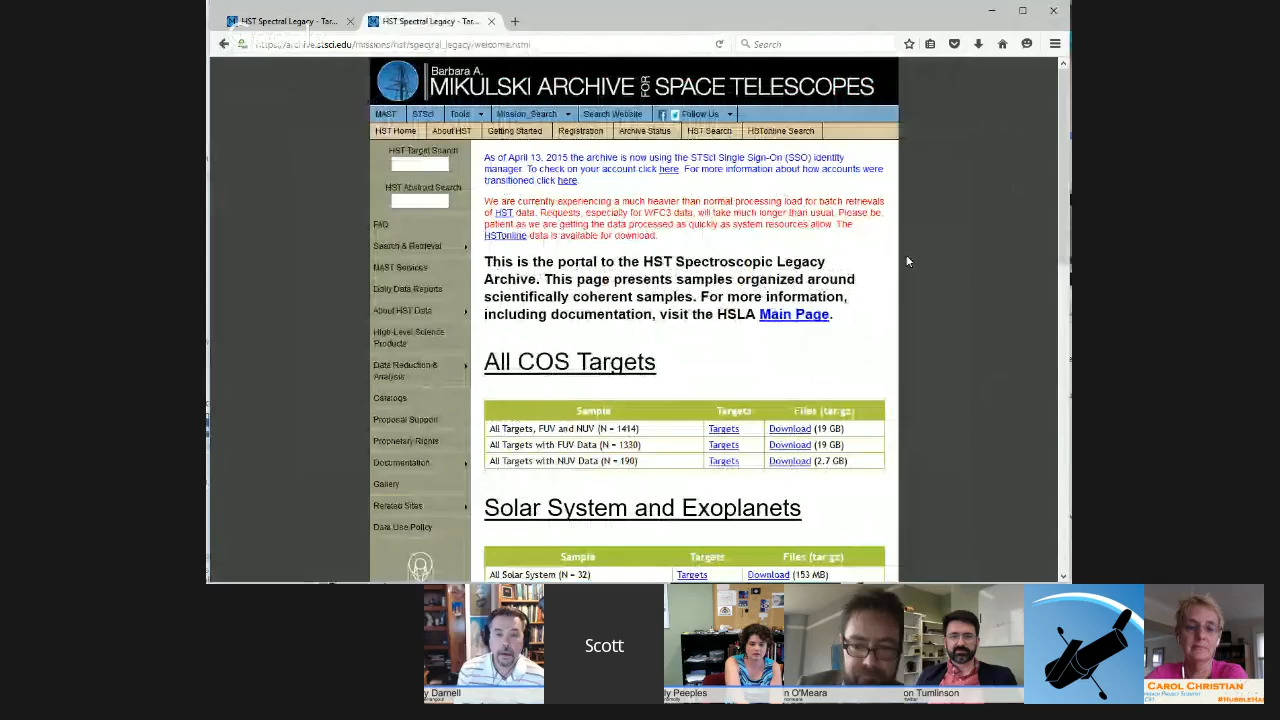 HST Spectral Legacy - Tar...
HST Spectral Legacy - Tar...
https://archive.stsci.edu/missions/hst/spectral_legacy/welcome.html
Search
Barbara A.
MIKULSKI ARCHIVE FOR SPACE TELESCOPES
MAST STScI Tools Mission_Search Search Website Follow Us
HST Home About HST Getting Started Registration Archive Status HST Search HSTonline Search
HST Target Search
HST Abstract Search
FAQ
Search & Retrieval
MAST Services
Daily Data Reports
About HST Data
High-Level Science
Products
Data Reduction &
Analysis
Catalogs
Proposal Support
Proprietary Rights
Documentation
Gallery
Related Sites
Data Use Policy
As of April 13, 2015 the archive is now using the STScI Single Sign-On (SSO) identity
manager. To check on your account click here. For more information about how accounts were
transitioned click here.
We are currently experiencing a much heavier than normal processing load for batch retrievals
of HST data. Requests, especially for WFC3 data, will take much longer than usual. Please be
patient as we are getting the data processed as quickly as system resources allow. The
HSTonline data is available for download.
This is the portal to the HST Spectroscopic Legacy
Archive. This page presents samples organized around
scientifically coherent samples. For more information,
including documentation, visit the HSLA Main Page.
All COS Targets
Sample Targets Files (tar.gz)
All Targets, FUV and NUV (N = 1414) Targets Download (19 GB)
All Targets with FUV Data (N = 1330) Targets Download (19 GB)
All Targets with NUV Data (N = 190) Targets Download (2.7 GB)
Solar System and Exoplanets
Sample Targets Files (tar.gz)
All Solar System (N = 32) Targets Download (153 MB)
Scott
y Darnell
ly Peeples
n O'Meara
on Tumlinson
CAROL CHRISTIAN